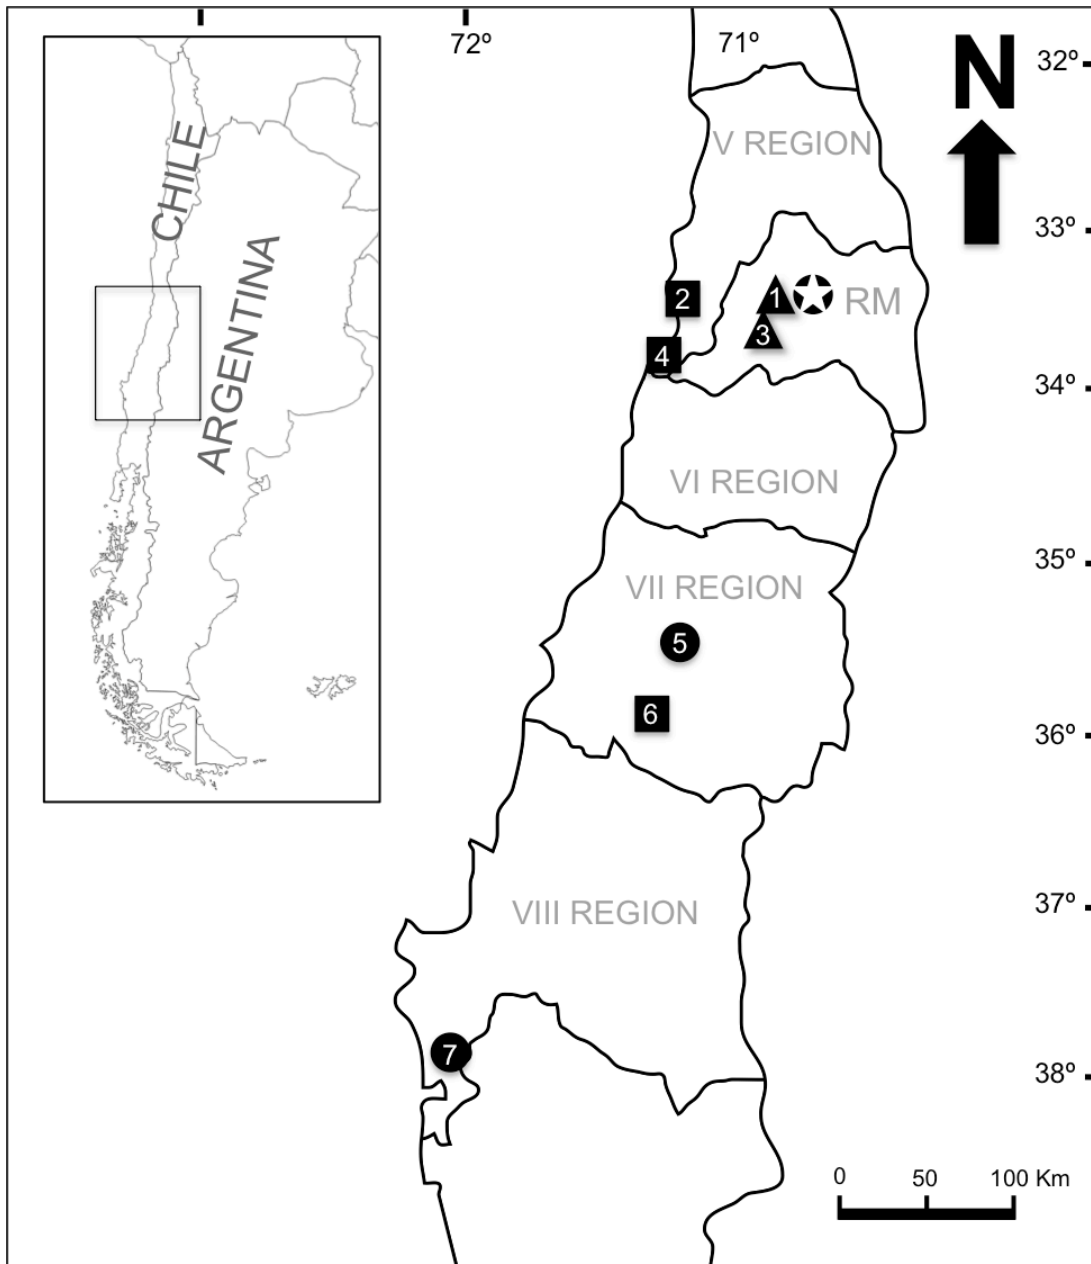 72º
71º
32º
N
CHILE
ARGENTINA
V REGION
33º
2
1
RM
3
4
34º
VI REGION
35º
VII REGION
5
6
36º
37º
VIII REGION
7
38º
0 50 100 Km